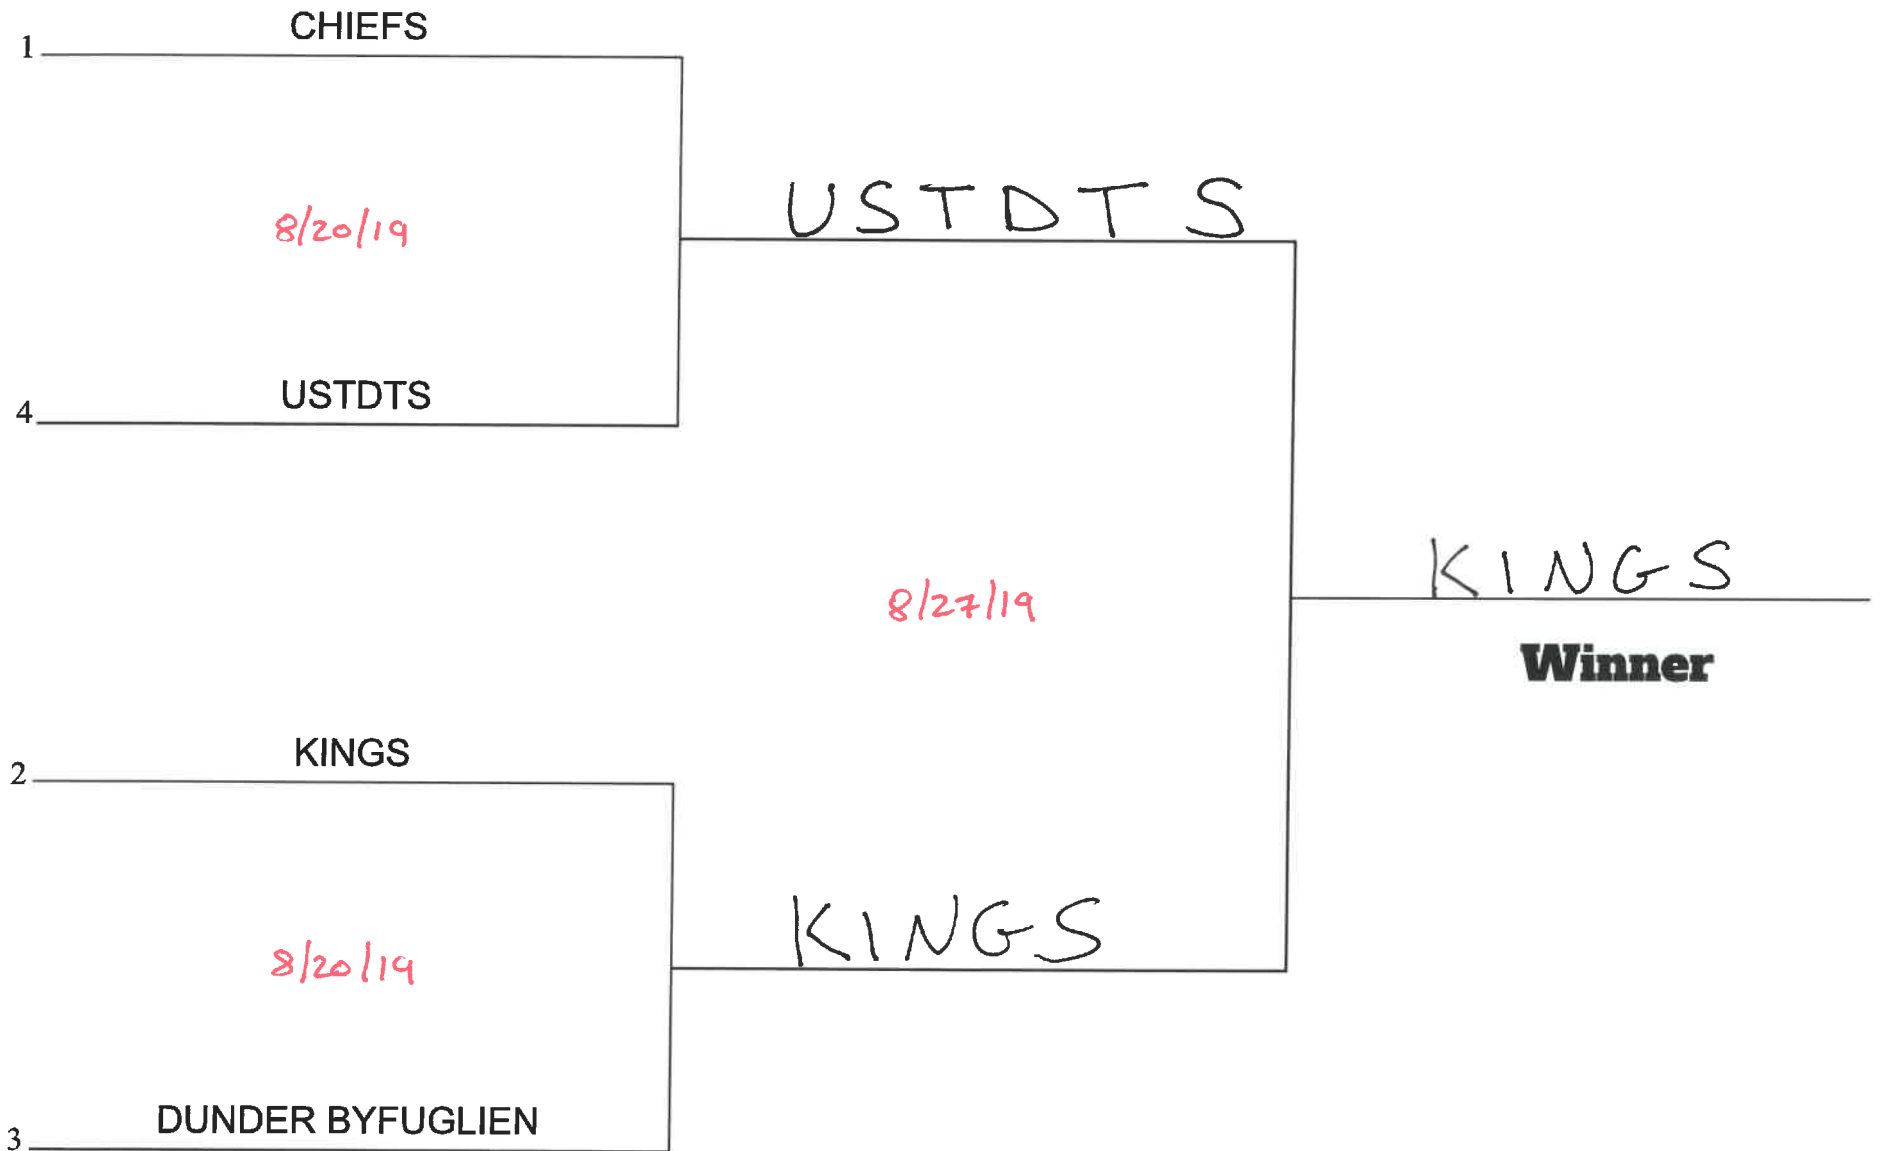 CHIEFS
1
8/20/19
USTDTS
USTDTS
4
8/27/19
KINGS
Winner
KINGS
2
KINGS
8/20/19
DUNDER BYFUGLIEN
3